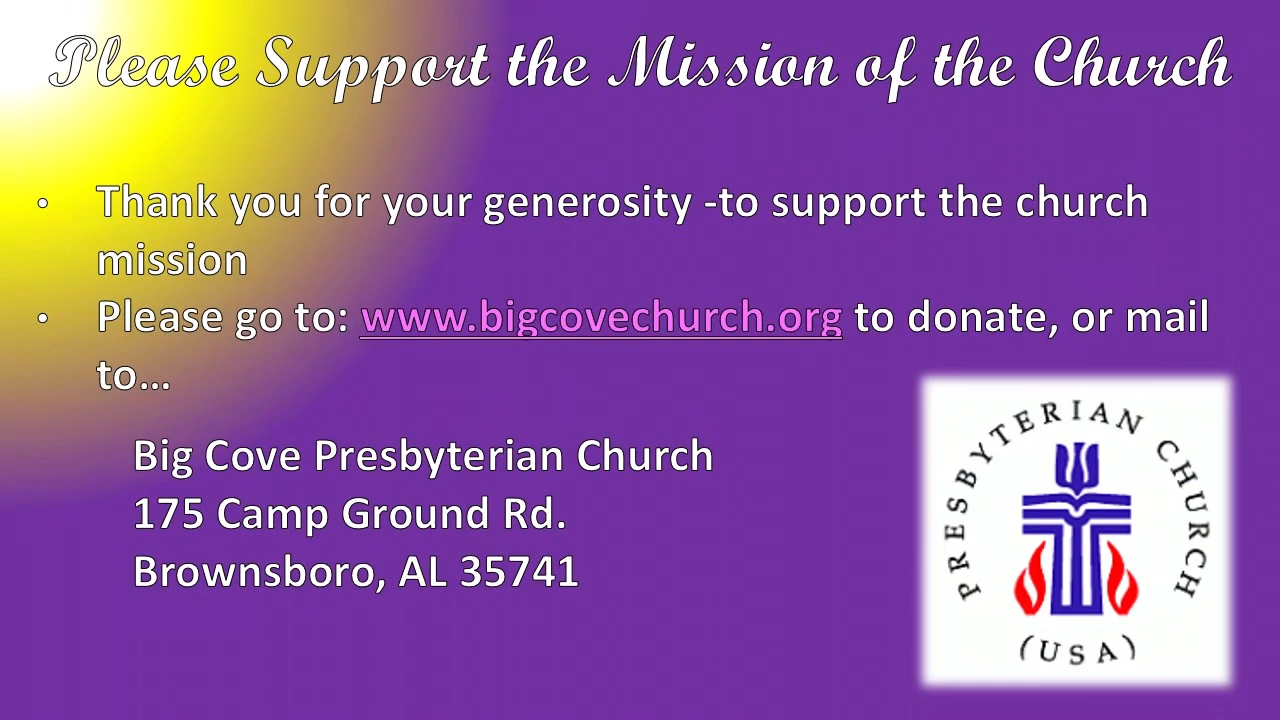 Please Support the Mission of the Church
• Thank you for your generosity -to support the church
mission
• Please go to: www.bigcovechurch.org to donate, or mail
to...
Big Cove Presbyterian Church
175 Camp Ground Rd.
Brownsboro, AL 35741
PRESBYTERIAN CHURCH
(USA)